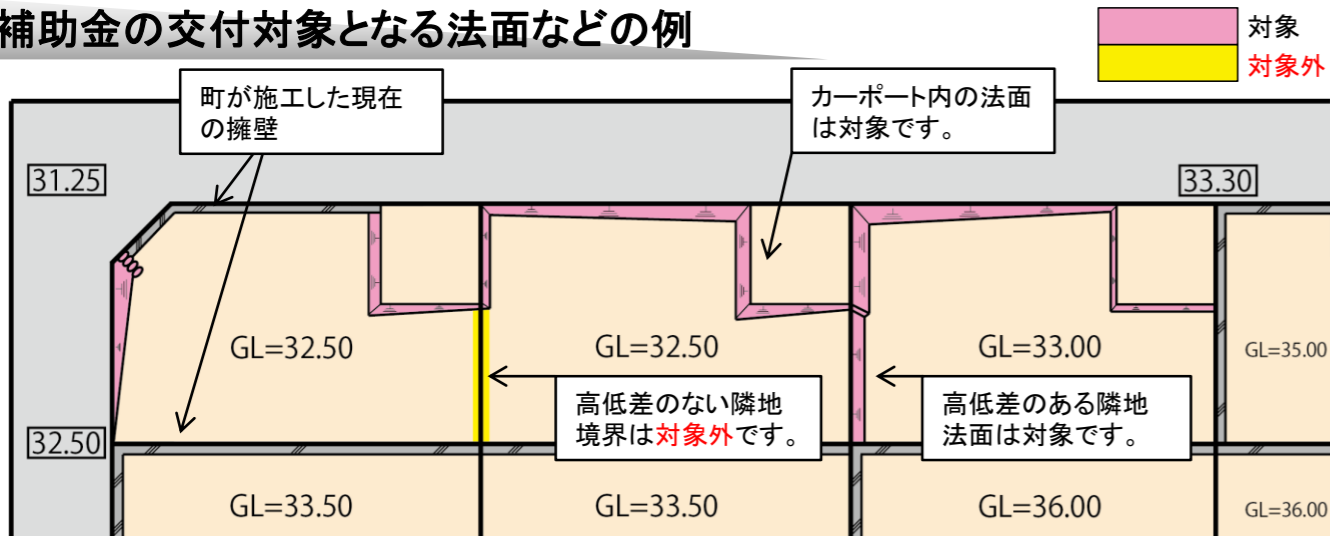 補助金の交付対象となる法面などの例
対象
対象外
町が施工した現在
の擁壁
カーポート内の法面
は対象です。
31.25
33.30
GL=32.50
GL=32.50
GL=33.00
GL=35.00
高低差のない隣地
境界は対象外です。
高低差のある隣地
法面は対象です。
32.50
GL=33.50
GL=33.50
GL=36.00
GL=36.00